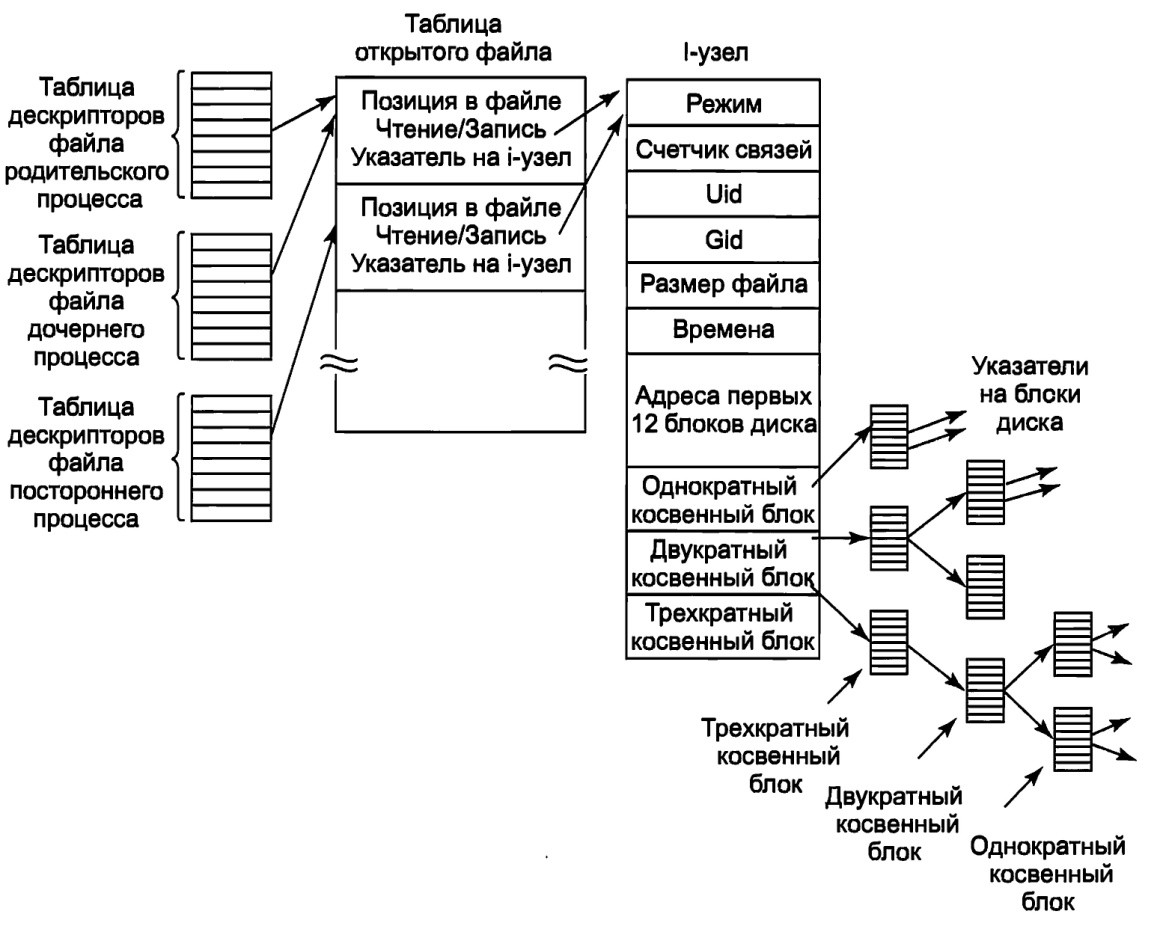 Таблица
открытого файла
I-узел
Таблица
дескрипторов
файла
родительского
процесса
Таблица
дескрипторов
файла
дочернего
процесса
Таблица
дескрипторов
файла
постороннего
процесса
Позиция в файле
Чтение/Запись
Указатель на i-узел
Позиция в файле
Чтение/Запись
Указатель на i-узел
Режим
Счетчик связей
Uid
Gid
Размер файла
Времена
Адреса первых
12 блоков диска
Однократный
косвенный блок
Двукратный
косвенный блок
Трехкратный
косвенный блок
Указатели
на блски
диска
Трехкратный
косвенный
блок
Двукратный
косвенный
блок
Однократный
косвенный
блок